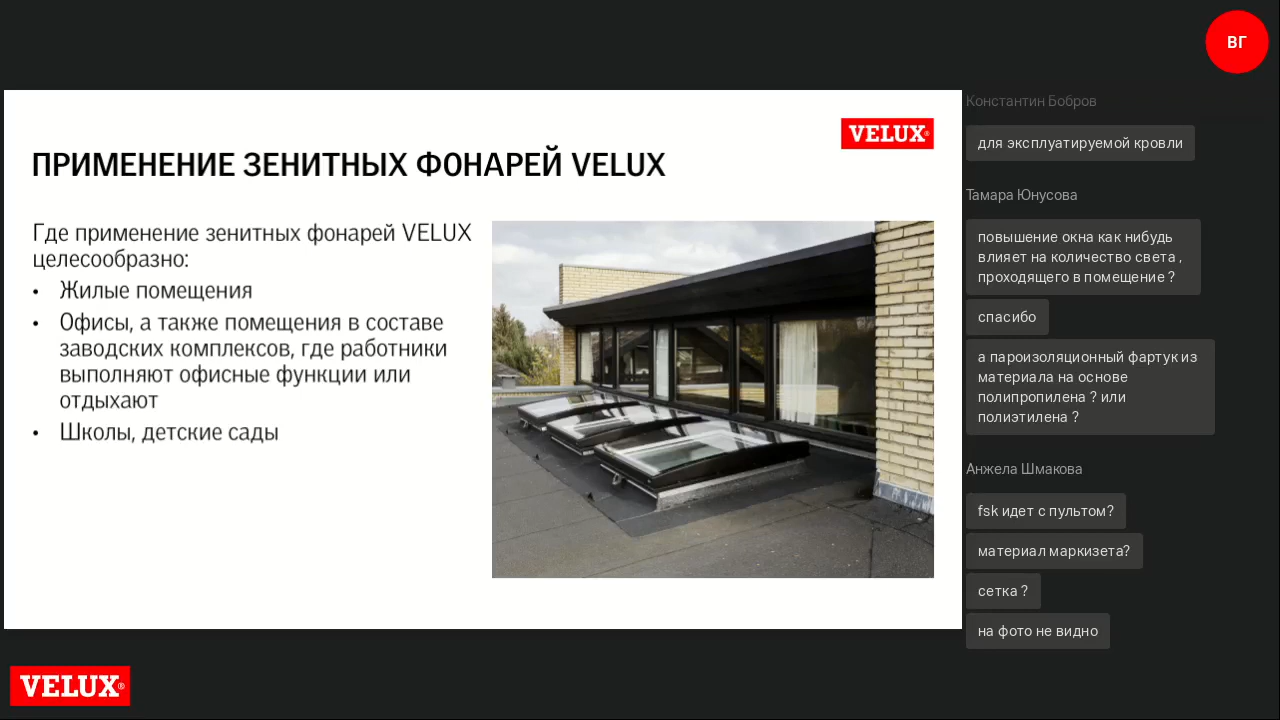 ВГ
VELUX®
ПРИМЕНЕНИЕ ЗЕНИТНЫХ ФОНАРЕЙ VELUX
Где применение зенитных фонарей VELUX
целесообразно:
• Жилые помещения
• Офисы, а также помещения в составе
заводских комплексов, где работники
выполняют офисные функции или
отдыхают
• Школы, детские сады
Константин Бобров
для эксплуатируемой кровли
Тамара Юнусова
повышение окна как нибудь
влияет на количество света ,
проходящего в помещение ?
спасибо
а пароизоляционный фартук из
материала на основе
полипропилена ? или
полиэтилена ?
Анжела Шмакова
fsk идет с пультом?
материал маркизета?
сетка ?
на фото не видно
VELUX®